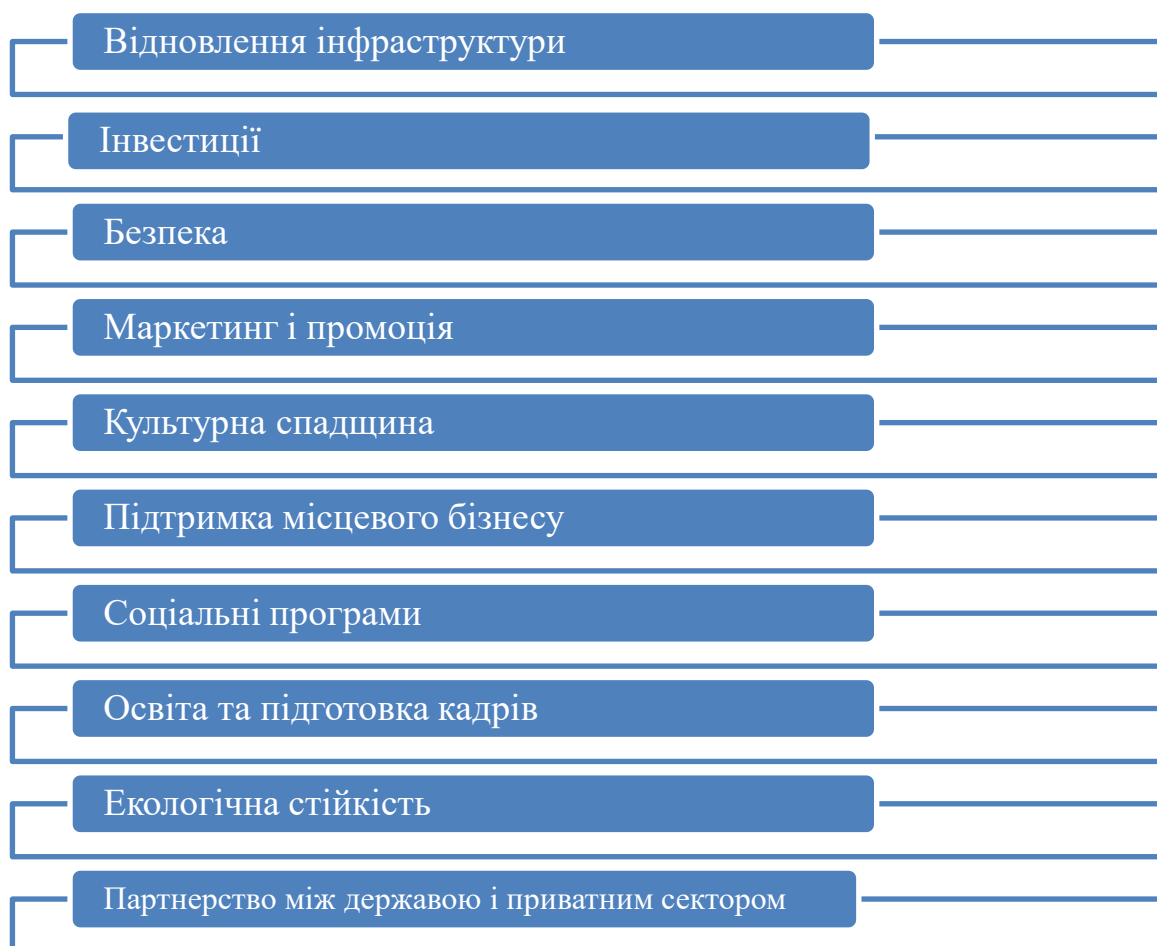 Відновлення інфраструктури
Інвестиції
Безпека
Маркетинг і промоція
Культурна спадщина
Підтримка місцевого бізнесу
Соціальні програми
Освіта та підготовка кадрів
Екологічна стійкість
Партнерство між державою і приватним сектором